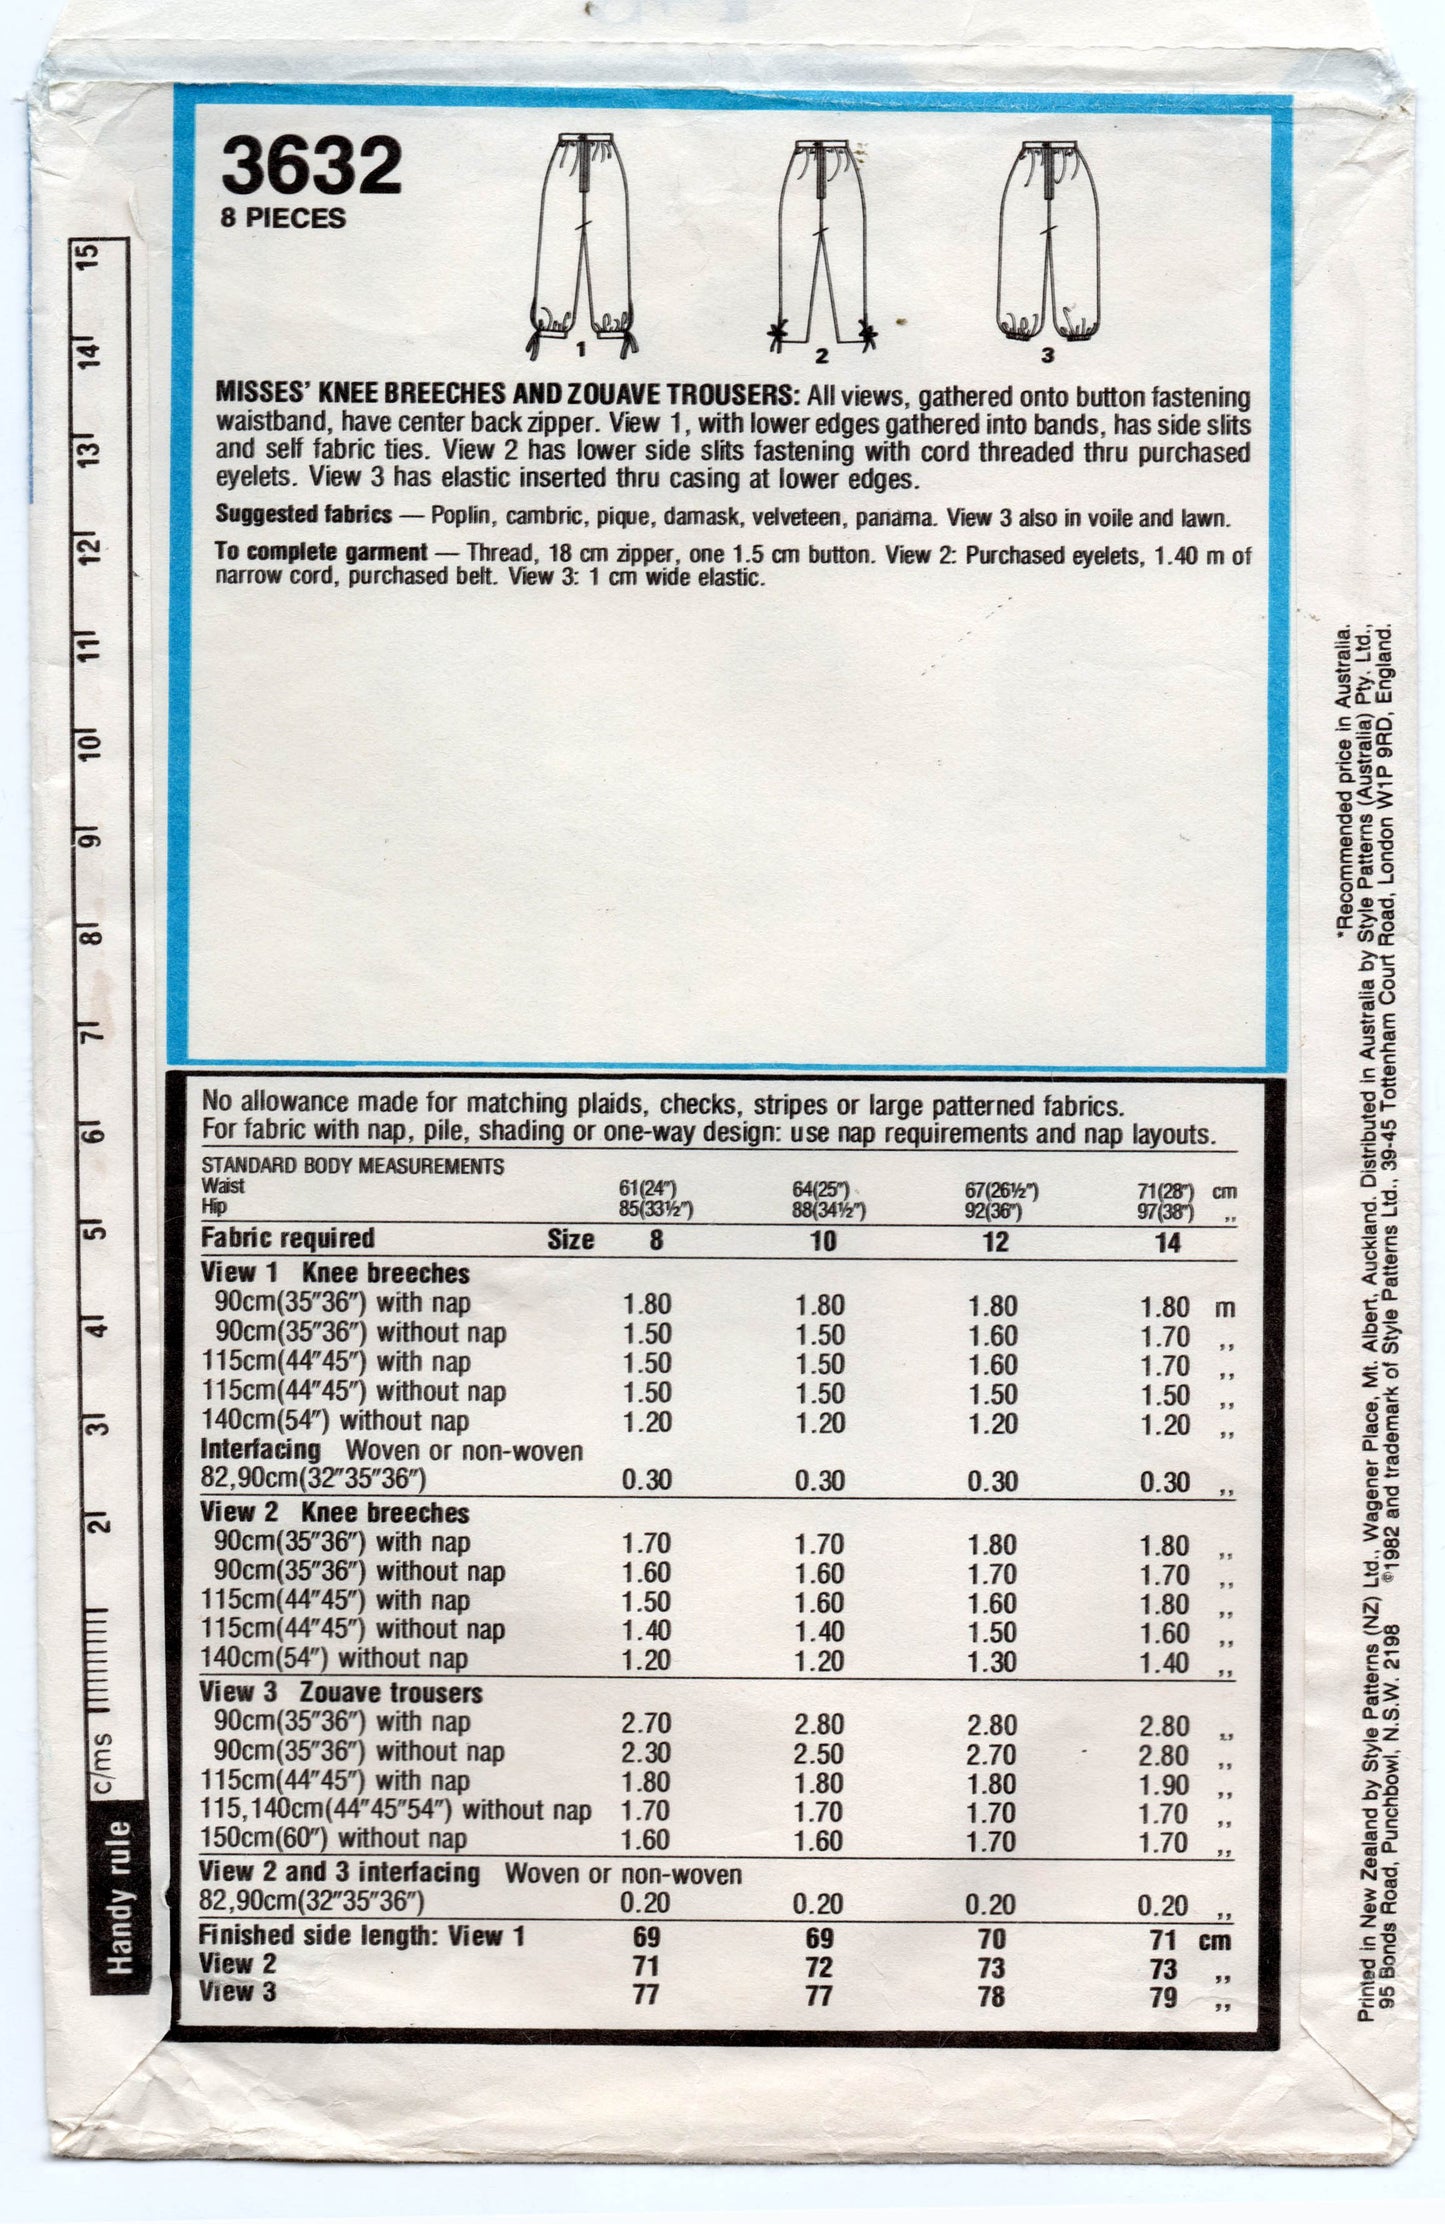 3632
8 PIECES
1
2
3
MISSES' KNEE BREECHES AND ZOUAVE TROUSERS: All views, gathered onto button fastening
waistband, have center back zipper. View 1, with lower edges gathered into bands, has side slits
and self fabric ties. View 2 has lower side slits fastening with cord threaded thru purchased
eyelets. View 3 has elastic inserted thru casing at lower edges.
Suggested fabrics — Poplin, cambric, pique, damask, velveteen, panama. View 3 also in voile and lawn.
To complete garment — Thread, 18 cm zipper, one 1.5 cm button. View 2: Purchased eyelets, 1.40 m of
narrow cord, purchased belt. View 3: 1 cm wide elastic.
No allowance made for matching plaids, checks, stripes or large patterned fabrics.
For fabric with nap, pile, shading or one-way design: use nap requirements and nap layouts.
STANDARD BODY MEASUREMENTS
Waist 61(24″) 64(25″) 67(26½″) 71(28″) cm
Hip 85(33½″) 88(34½″) 92(36″) 97(38″) ,,
Fabric required Size 8 10 12 14
View 1 Knee breeches
90cm(35″36″) with nap 1.80 1.80 1.80 1.80 m
90cm(35″36″) without nap 1.50 1.50 1.60 1.70 ,,
115cm(44″45″) with nap 1.50 1.50 1.60 1.70 ,,
115cm(44″45″) without nap 1.50 1.50 1.50 1.50 ,,
140cm(54″) without nap 1.20 1.20 1.20 1.20 ,,
Interfacing Woven or non-woven
82,90cm(32″35″36″) 0.30 0.30 0.30 0.30 ,,
View 2 Knee breeches
90cm(35″36″) with nap 1.70 1.70 1.80 1.80 ,,
90cm(35″36″) without nap 1.60 1.60 1.70 1.70 ,,
115cm(44″45″) with nap 1.50 1.60 1.60 1.80 ,,
115cm(44″45″) without nap 1.40 1.40 1.50 1.60 ,,
140cm(54″) without nap 1.20 1.20 1.30 1.40 ,,
View 3 Zouave trousers
90cm(35″36″) with nap 2.70 2.80 2.80 2.80 ,,
90cm(35″36″) without nap 2.30 2.50 2.70 2.80 ,,
115cm(44″45″) with nap 1.80 1.80 1.80 1.90 ,,
115,140cm(44″45″54″) without nap 1.70 1.70 1.70 1.70 ,,
150cm(60″) without nap 1.60 1.60 1.70 1.70 ,,
View 2 and 3 interfacing Woven or non-woven
82,90cm(32″35″36″) 0.20 0.20 0.20 0.20 ,,
Finished side length: View 1 69 69 70 71 cm
View 2 71 72 73 73 ,,
View 3 77 77 78 79 ,,
Handy rule c/ms 2 3 4 5 6 7 8 9 10 11 12 13 14 15
*Recommended price in Australia.
Printed in New Zealand by Style Patterns (NZ) Ltd., Wagener Place, Mt. Albert, Auckland. Distributed in Australia by Style Patterns (Australia) Pty. Ltd.,
95 Bonds Road, Punchbowl, N.S.W. 2198 ©1982 and trademark of Style Patterns Ltd., 39-45 Tottenham Court Road, London W1P 9RD, England.